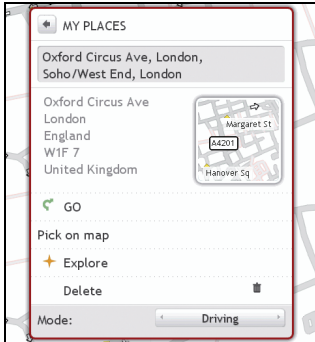 MY PLACES
Oxford Circus Ave, London,
Soho/West End, London
Oxford Circus Ave
London
England
W1F 7
United Kingdom
Margaret St
A4201
Hanover Sq
GO
Pick on map
Explore
Delete
Mode:
Driving